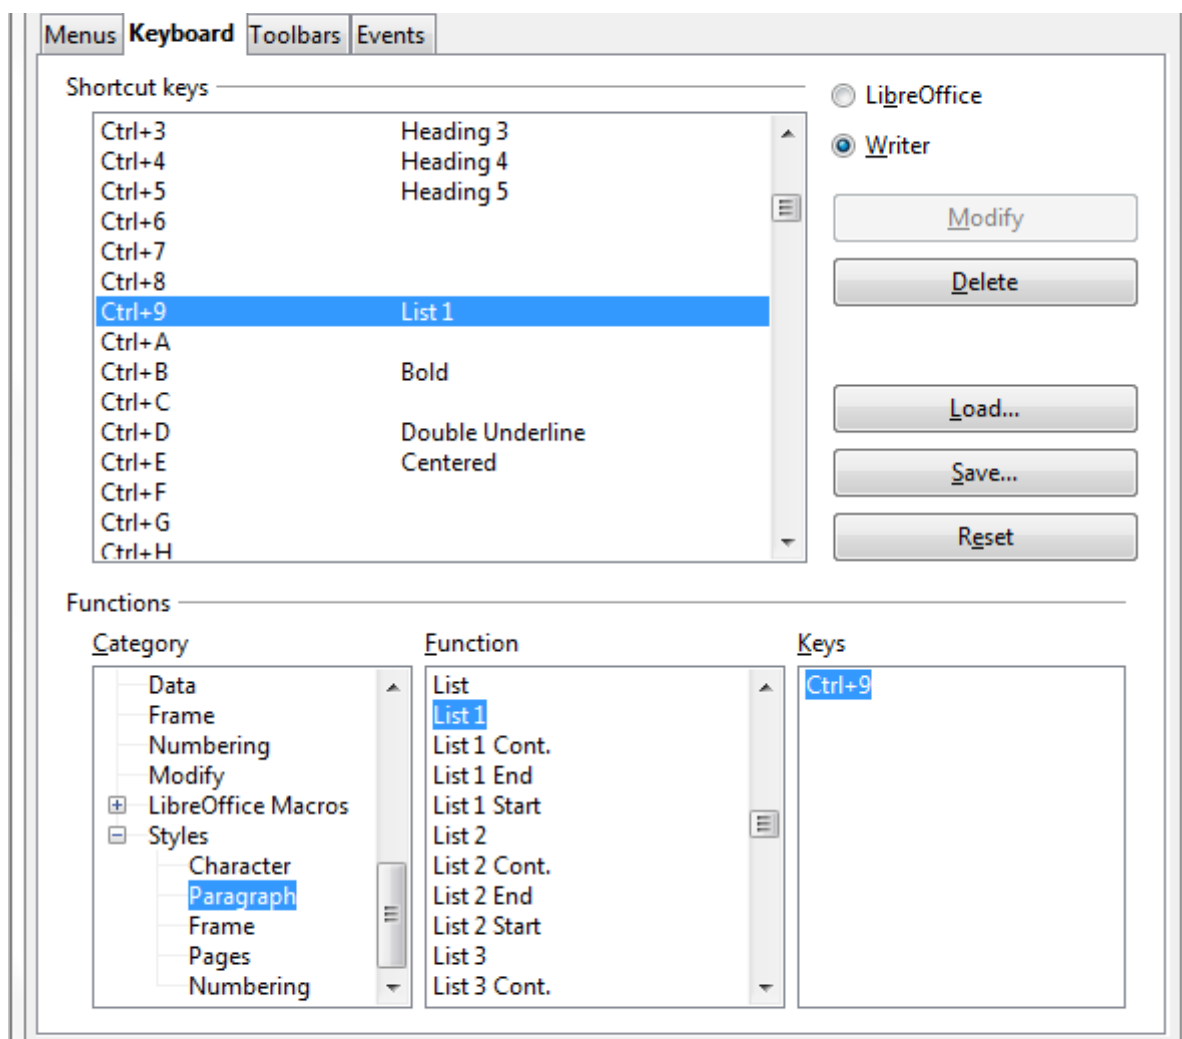 Menus Keyboard Toolbars Events
Shortcut keys
Ctrl+3 Heading 3
Ctrl+4 Heading 4
Ctrl+5 Heading 5
Ctrl+6
Ctrl+7
Ctrl+8
Ctrl+9 List 1
Ctrl+A
Ctrl+B Bold
Ctrl+C
Ctrl+D Double Underline
Ctrl+E Centered
Ctrl+F
Ctrl+G
Ctrl+H
LibreOffice
Writer
Modify
Delete
Load...
Save...
Reset
Functions
Category
Data
Frame
Numbering
Modify
LibreOffice Macros
Styles
Character
Paragraph
Frame
Pages
Numbering
Function
List
List 1
List 1 Cont.
List 1 End
List 1 Start
List 2
List 2 Cont.
List 2 End
List 2 Start
List 3
List 3 Cont.
Keys
Ctrl+9